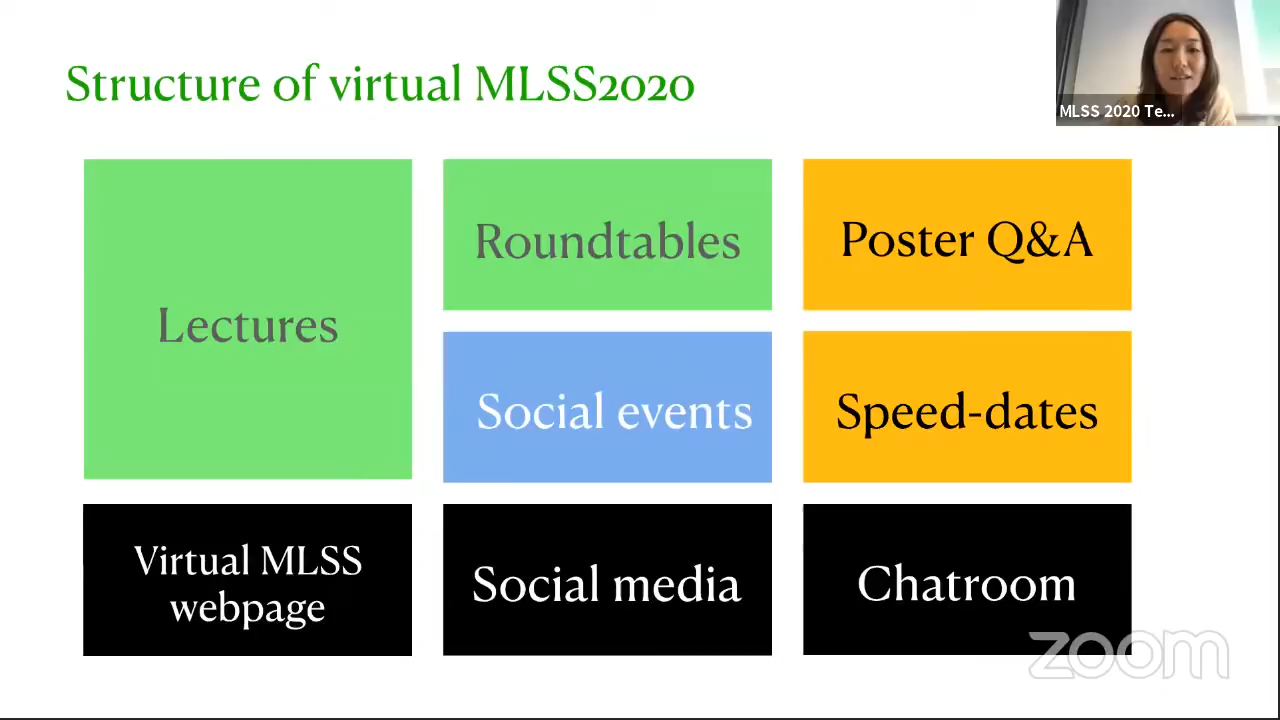 Structure of virtual MLSS2020
MLSS 2020 Te...
Lectures
Roundtables
Poster Q&A
Social events
Speed-dates
Virtual MLSS
webpage
Social media
Chatroom
zoom